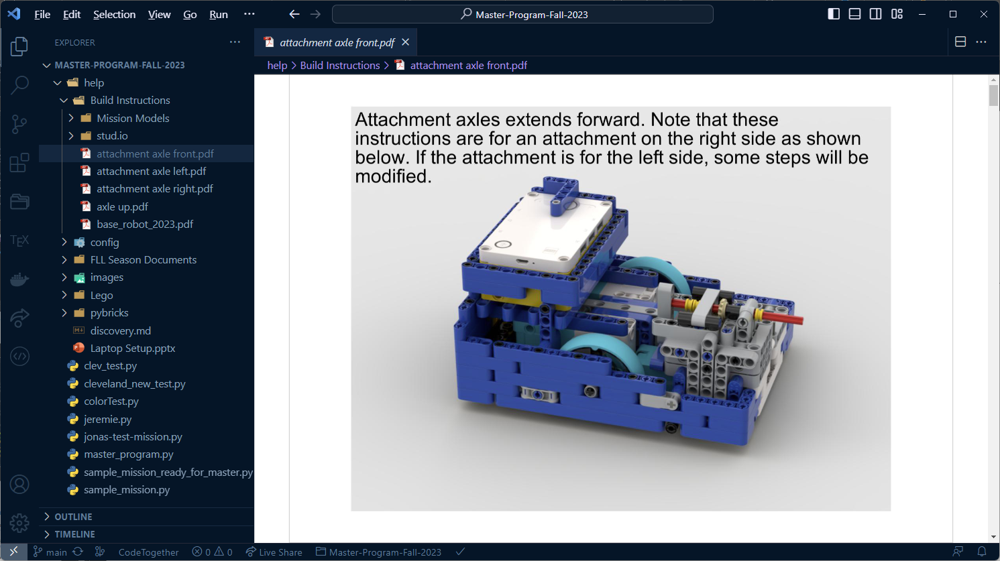 File Edit Selection View Go Run ···
Master-Program-Fall-2023
EXPLORER ···
attachment axle front.pdf
help > Build Instructions > attachment axle front.pdf
MASTER-PROGRAM-FALL-2023
help
Build Instructions
Mission Models
stud.io
attachment axle front.pdf
attachment axle left.pdf
attachment axle right.pdf
axle up.pdf
base_robot_2023.pdf
config
FLL Season Documents
images
Lego
pybricks
discovery.md
Laptop Setup.pptx
clev_test.py
cleveland_new_test.py
colorTest.py
jeremie.py
jonas-test-mission.py
master_program.py
sample_mission_ready_for_master.py
sample_mission.py
OUTLINE
TIMELINE
TEX
Attachment axles extends forward. Note that these
instructions are for an attachment on the right side as shown
below. If the attachment is for the left side, some steps will be
modified.
main CodeTogether 0 0 Live Share Master-Program-Fall-2023